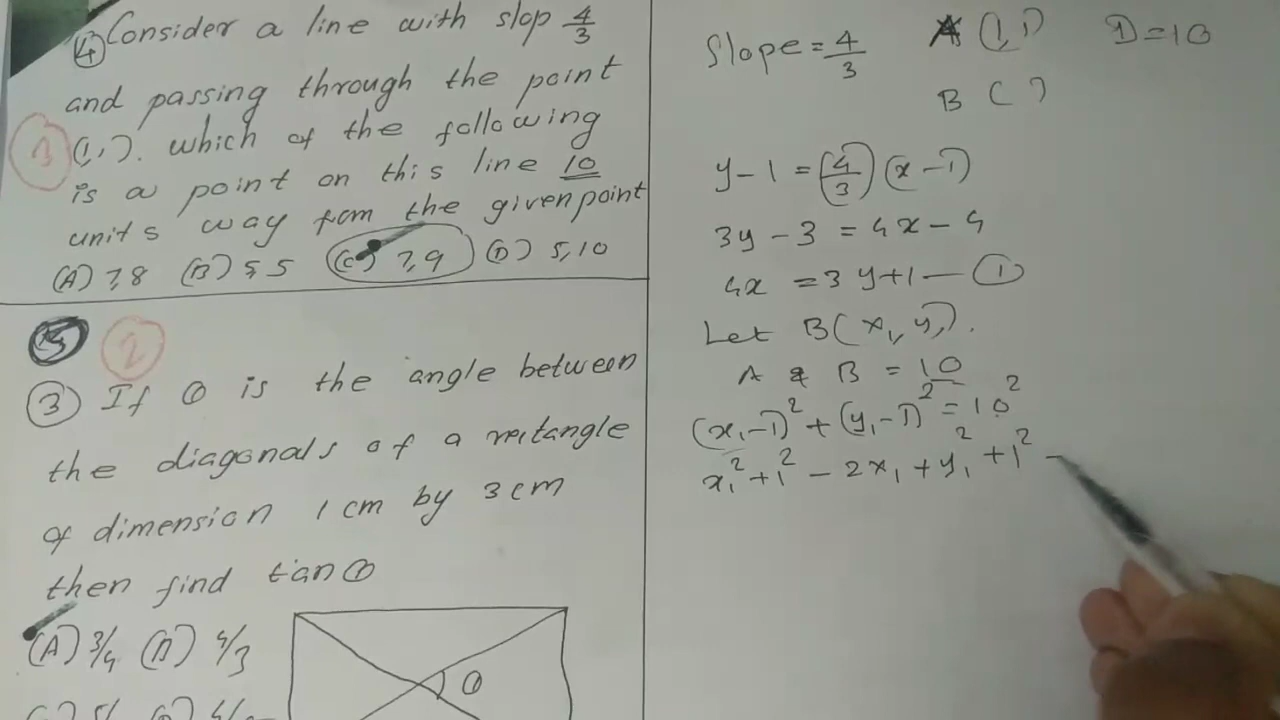 ④ Consider a line with slop 4/3
and passing through the point
1 (1,1). which of the following
is a point on this line 10
units way fom the given point
(A) 7,8 (B) 5,5 (C) 7,9 (D) 5,10
5 2
③ If θ is the angle between
the diagonals of a rectangle
of dimension 1 cm by 3 cm
then find tan θ
(A) 3/4 (B) 4/3
θ
Slope = 4/3 A (1,1) D=10
B ( , )
y-1 = (4/3) (x-1)
3y - 3 = 4x - 4
4x = 3y+1 — ①
Let B(x₁, y₁).
A & B = 10
(x₁-1)² + (y₁-1)² = 10²
x₁² + 1² - 2x₁ + y₁² + 1² -